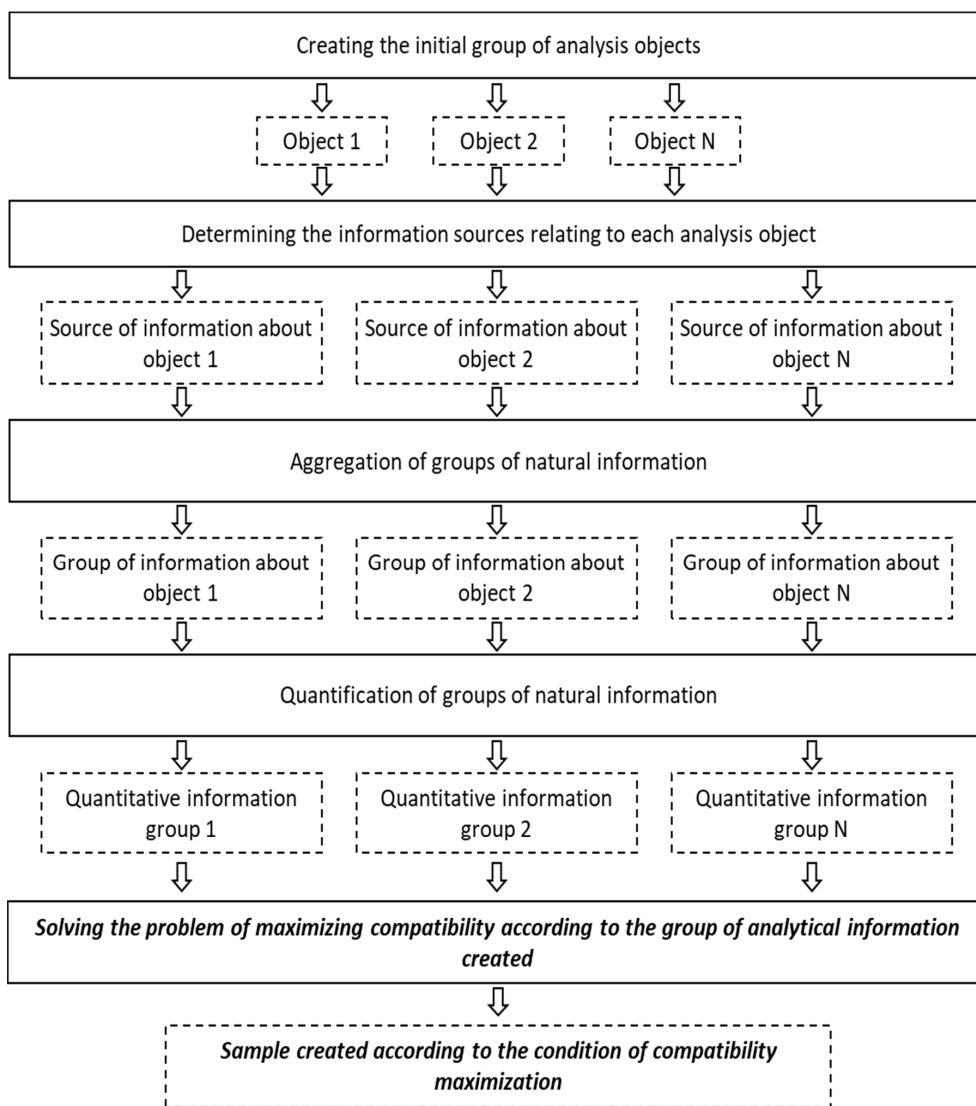 Creating the initial group of analysis objects
Object 1
Object 2
Object N
Determining the information sources relating to each analysis object
Source of information about
object 1
Source of information about
object 2
Source of information about
object N
Aggregation of groups of natural information
Group of information about
object 1
Group of information about
object 2
Group of information about
object N
Quantification of groups of natural information
Quantitative information
group 1
Quantitative information
group 2
Quantitative information
group N
Solving the problem of maximizing compatibility according to the group of analytical information
created
Sample created according to the condition of compatibility
maximization